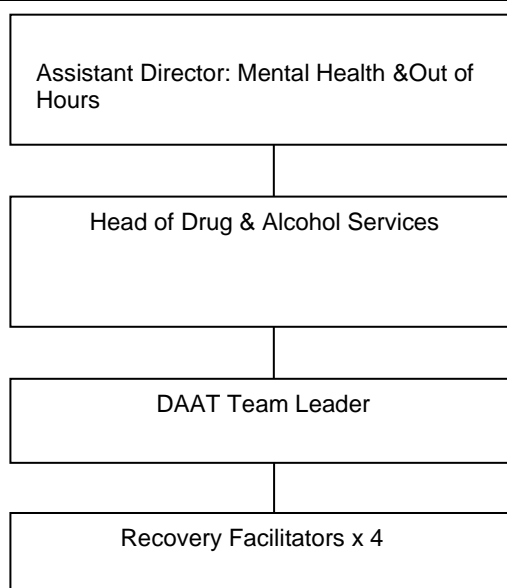 Assistant Director: Mental Health &Out of
Hours
Head of Drug & Alcohol Services
DAAT Team Leader
Recovery Facilitators x 4